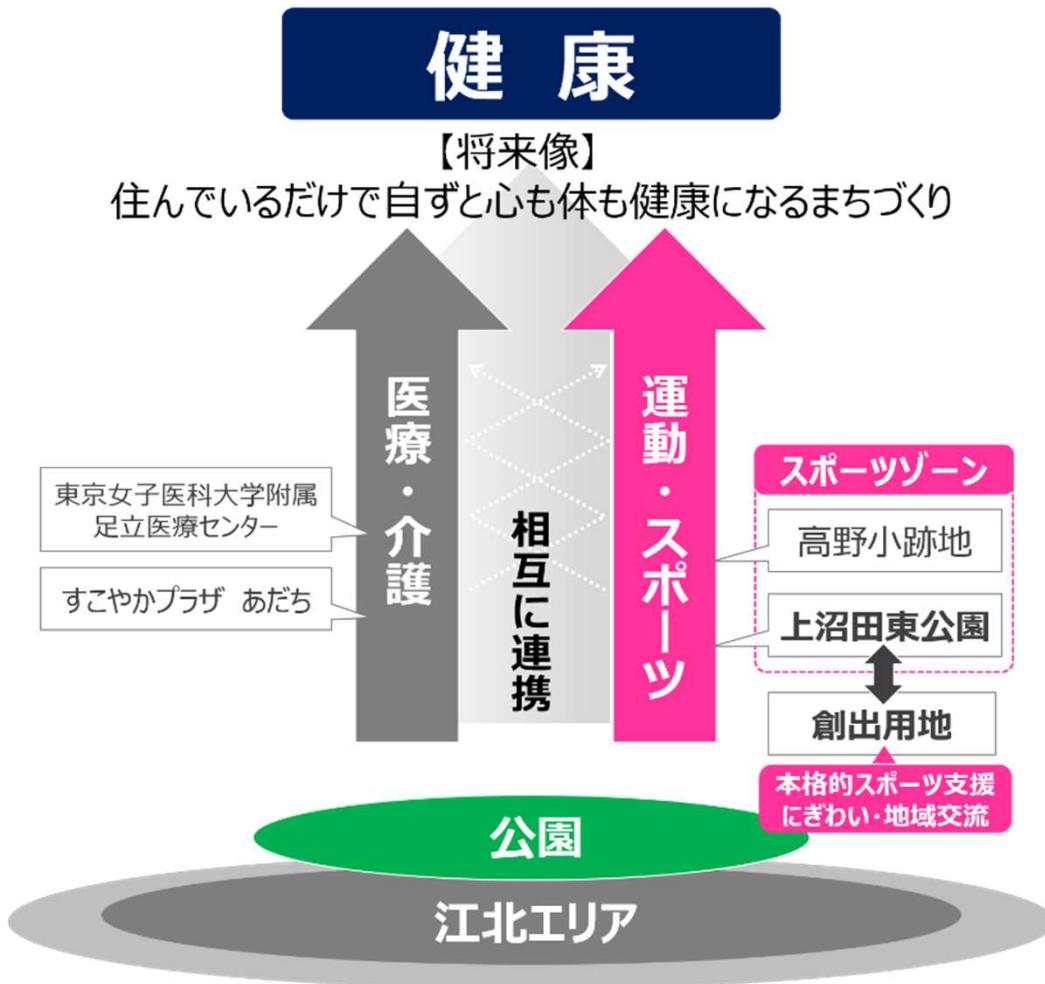 健 康
【将来像】
住んでいるだけで自ずと心も体も健康になるまちづくり
医療・介護
相互に連携
運動・スポーツ
東京女子医科大学附属
足立医療センター
すこやかプラザ あだち
スポーツゾーン
高野小跡地
上沼田東公園
創出用地
本格的スポーツ支援
にぎわい・地域交流
公園
江北エリア